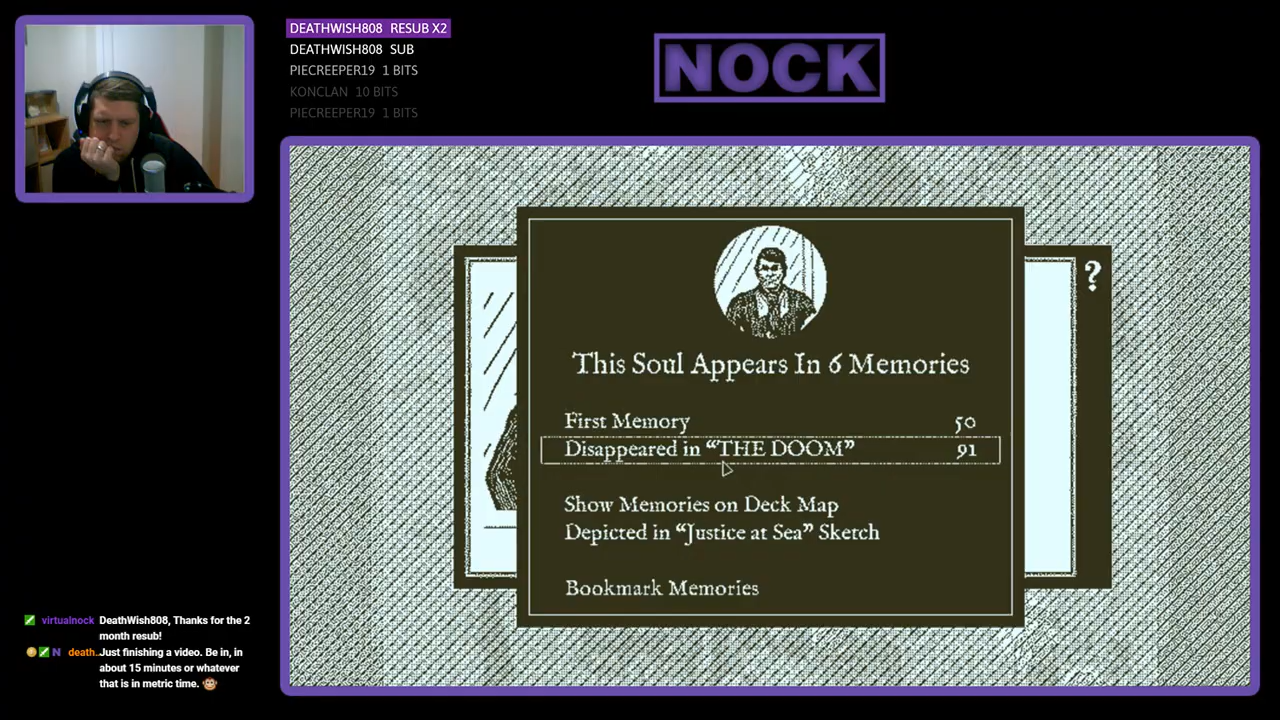 DEATHWISH808 RESUB X2
DEATHWISH808 SUB
PIECREEPER19 1 BITS
KONCLAN 10 BITS
PIECREEPER19 1 BITS
NOCK
?
This Soul Appears In 6 Memories
First Memory 50
Disappeared in “THE DOOM” 91
Show Memories on Deck Map
Depicted in “Justice at Sea” Sketch
Bookmark Memories
virtualnock DeathWish808, Thanks for the 2
month resub!
N death.. Just finishing a video. Be in, in
about 15 minutes or whatever
that is in metric time.